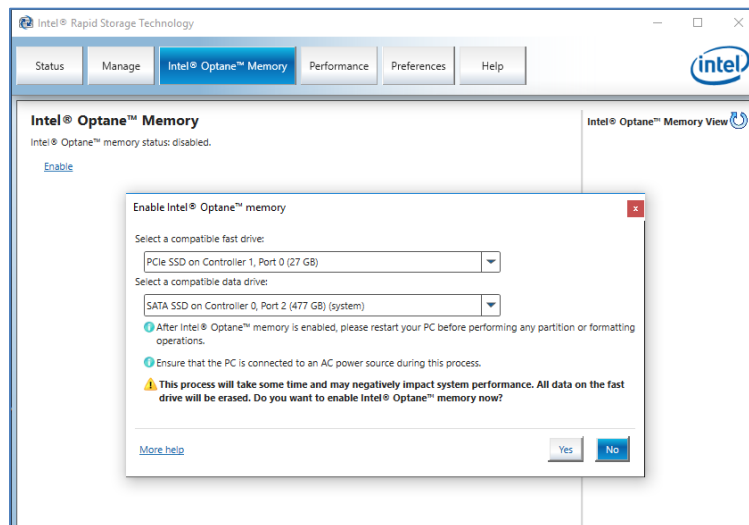 Intel® Rapid Storage Technology
Status
Manage
Intel® Optane™ Memory
Performance
Preferences
Help
intel
Intel® Optane™ Memory
Intel® Optane™ memory status: disabled.
Enable
Intel® Optane™ Memory View
Enable Intel® Optane™ memory
x
Select a compatible fast drive:
PCIe SSD on Controller 1, Port 0 (27 GB)
Select a compatible data drive:
SATA SSD on Controller 0, Port 2 (477 GB) (system)
After Intel® Optane™ memory is enabled, please restart your PC before performing any partition or formatting
operations.
Ensure that the PC is connected to an AC power source during this process.
This process will take some time and may negatively impact system performance. All data on the fast
drive will be erased. Do you want to enable Intel® Optane™ memory now?
More help
Yes
No